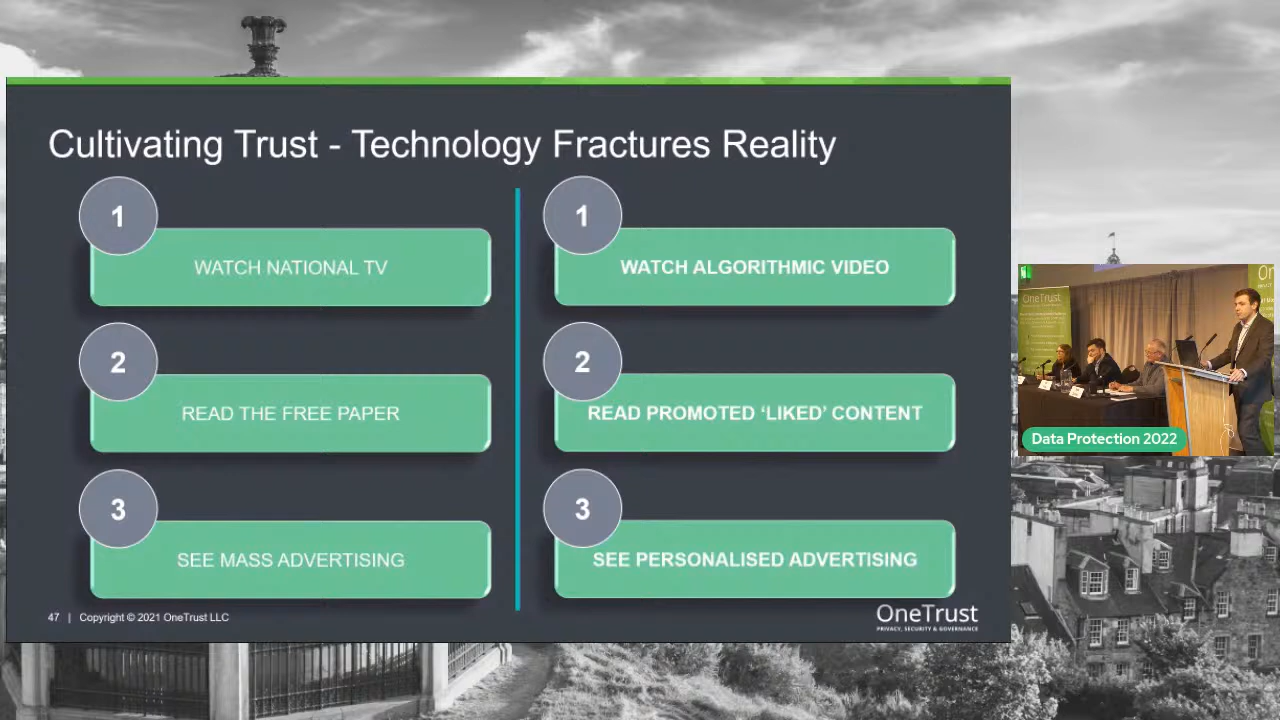 Cultivating Trust - Technology Fractures Reality
1
WATCH NATIONAL TV
2
READ THE FREE PAPER
3
SEE MASS ADVERTISING
1
WATCH ALGORITHMIC VIDEO
2
READ PROMOTED ‘LIKED’ CONTENT
3
SEE PERSONALISED ADVERTISING
47 | Copyright © 2021 OneTrust LLC
OneTrust
PRIVACY, SECURITY & GOVERNANCE
OneTrust
Data Protection 2022